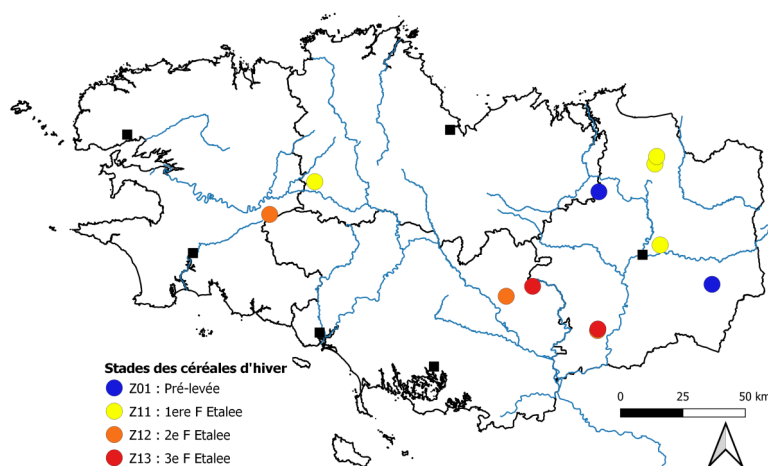 Stades des céréales d'hiver
Z01 : Pré-levée
Z11 : 1ere F Etalee
Z12 : 2e F Etalee
Z13 : 3e F Etalee
0 25 50 km